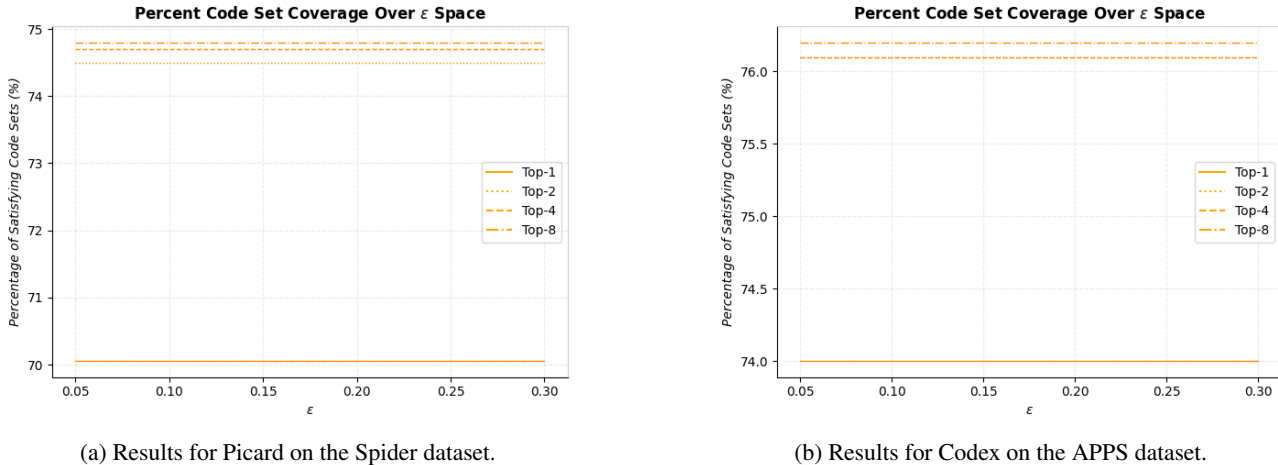 Percent Code Set Coverage Over ε Space
Percentage of Satisfying Code Sets (%)
75
74
73
72
71
70
Top-1
Top-2
Top-4
Top-8
0.05 0.10 0.15 0.20 0.25 0.30
ε
(a) Results for Picard on the Spider dataset.
Percent Code Set Coverage Over ε Space
Percentage of Satisfying Code Sets (%)
76.0
75.5
75.0
74.5
74.0
Top-1
Top-2
Top-4
Top-8
0.05 0.10 0.15 0.20 0.25 0.30
ε
(b) Results for Codex on the APPS dataset.